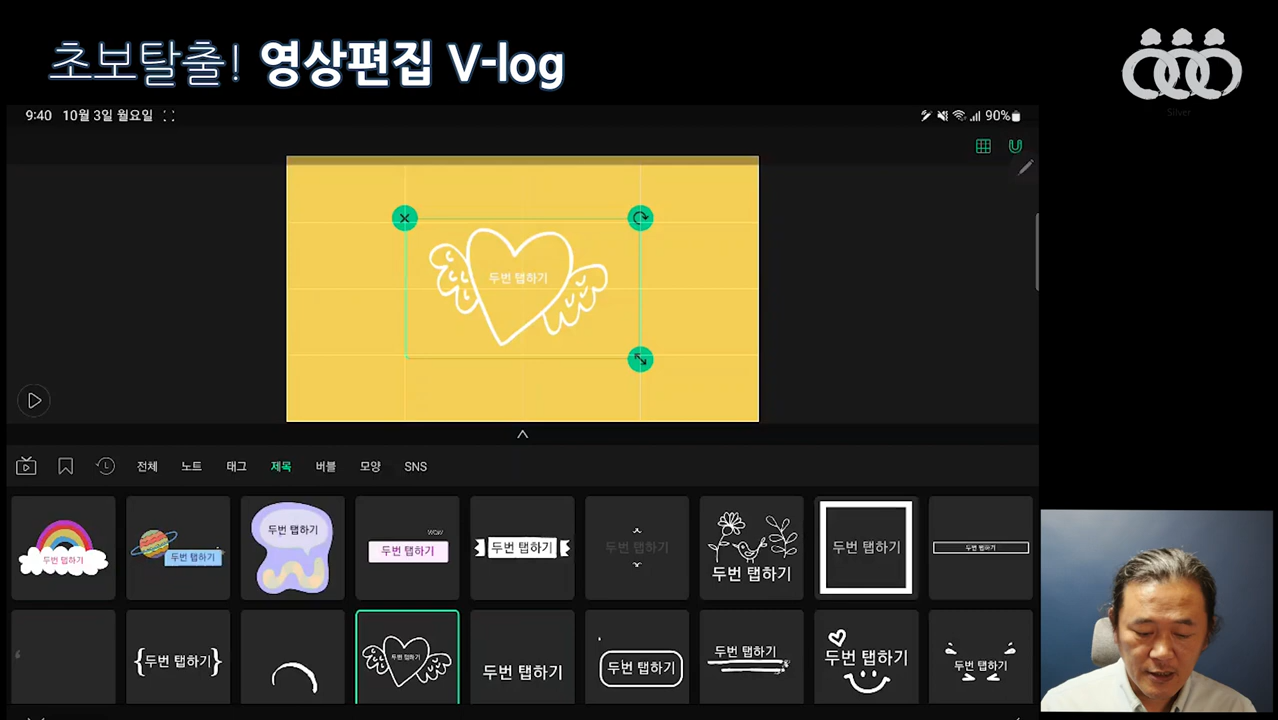 초보탈출! 영상편집 V-log
Silver
9:40 10월 3일 월요일
90%
두번 탭하기
전체 노트 태그 제목 버블 모양 SNS
두번 탭하기
두번 탭하기
두번 탭하기
wow
두번 탭하기
두번 탭하기
두번 탭하기
두번 탭하기
두번 탭하기
두번 탭하기
{두번 탭하기}
두번 탭하기
두번 탭하기
두번 탭하기
두번 탭하기
두번 탭하기
두번 탭하기